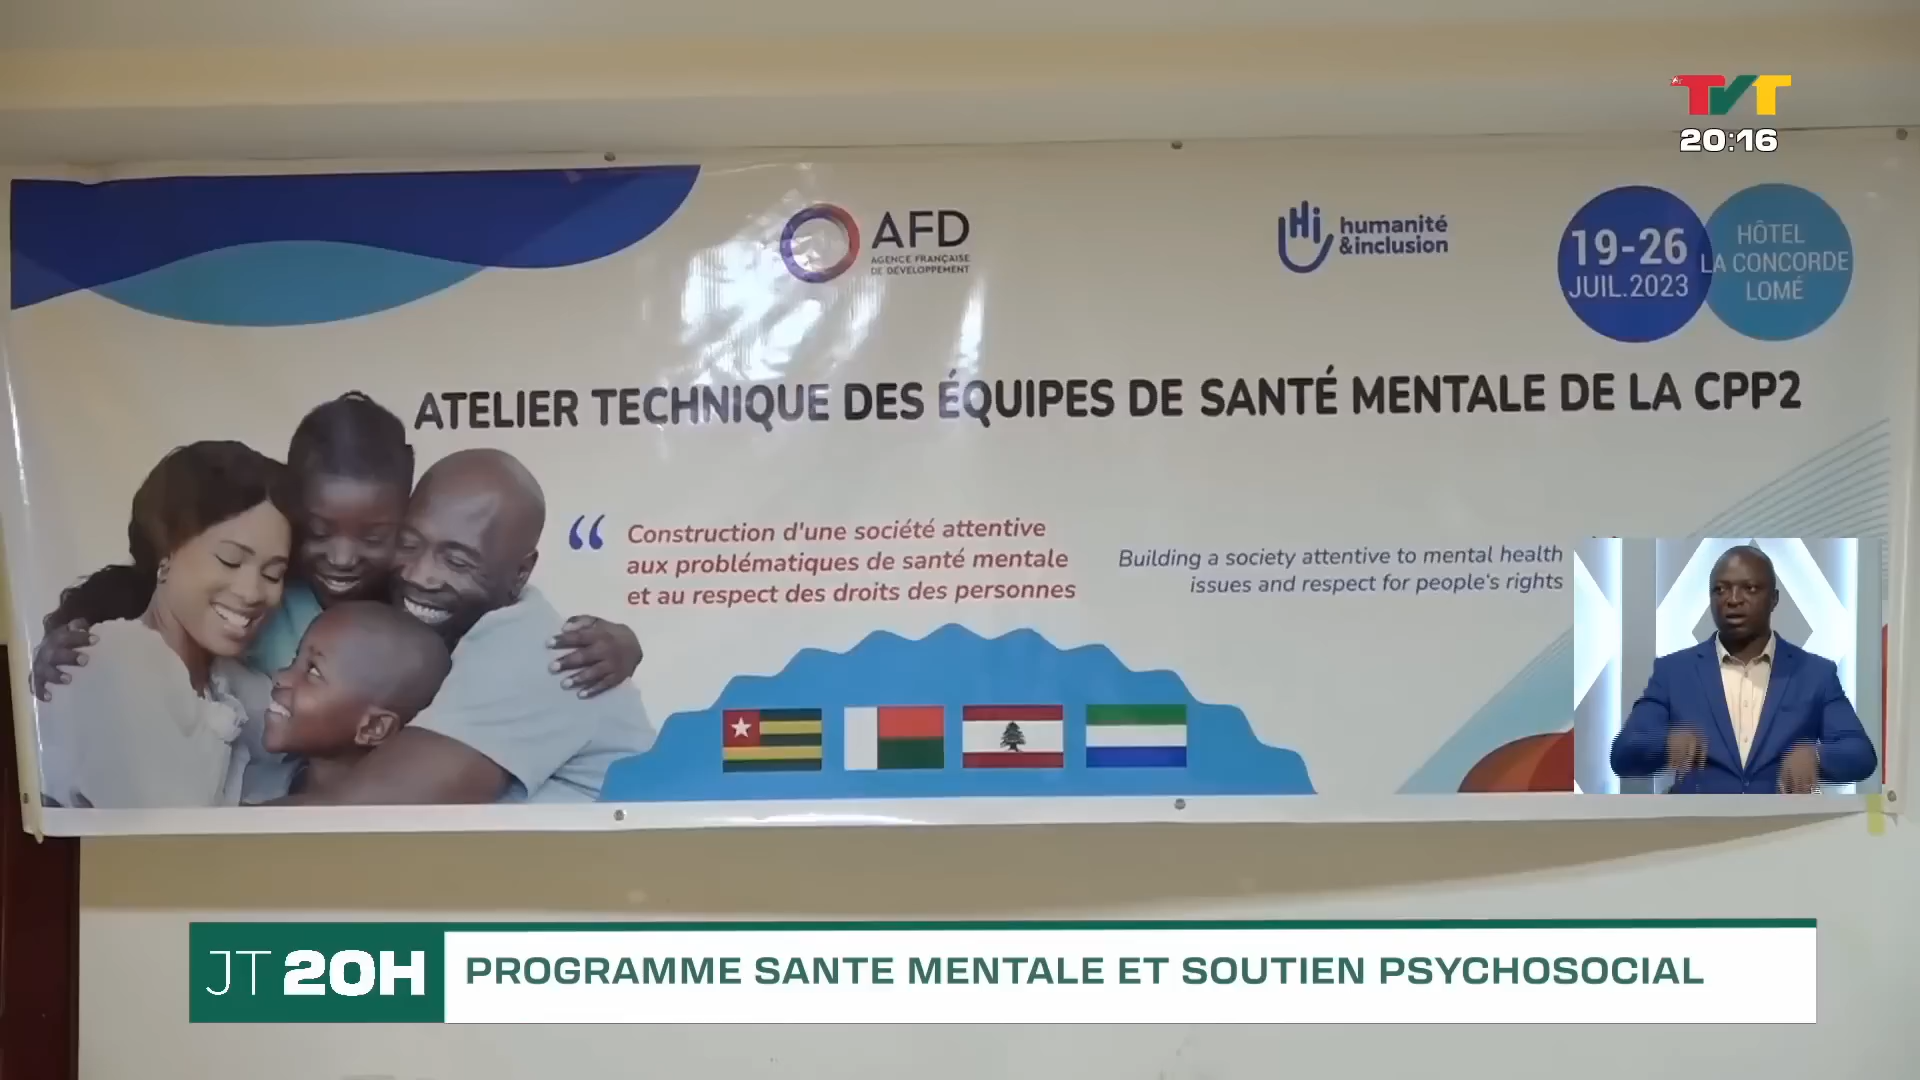 TVT
20:16
AFD
AGENCE FRANÇAISE
DE DÉVELOPPEMENT
Hi
humanité
&inclusion
19-26
JUIL.2023
HÔTEL
LA CONCORDE
LOMÉ
ATELIER TECHNIQUE DES ÉQUIPES DE SANTÉ MENTALE DE LA CPP2
“ Construction d'une société attentive
aux problématiques de santé mentale
et au respect des droits des personnes
Building a society attentive to mental health
issues and respect for people's rights
JT 20H
PROGRAMME SANTE MENTALE ET SOUTIEN PSYCHOSOCIAL